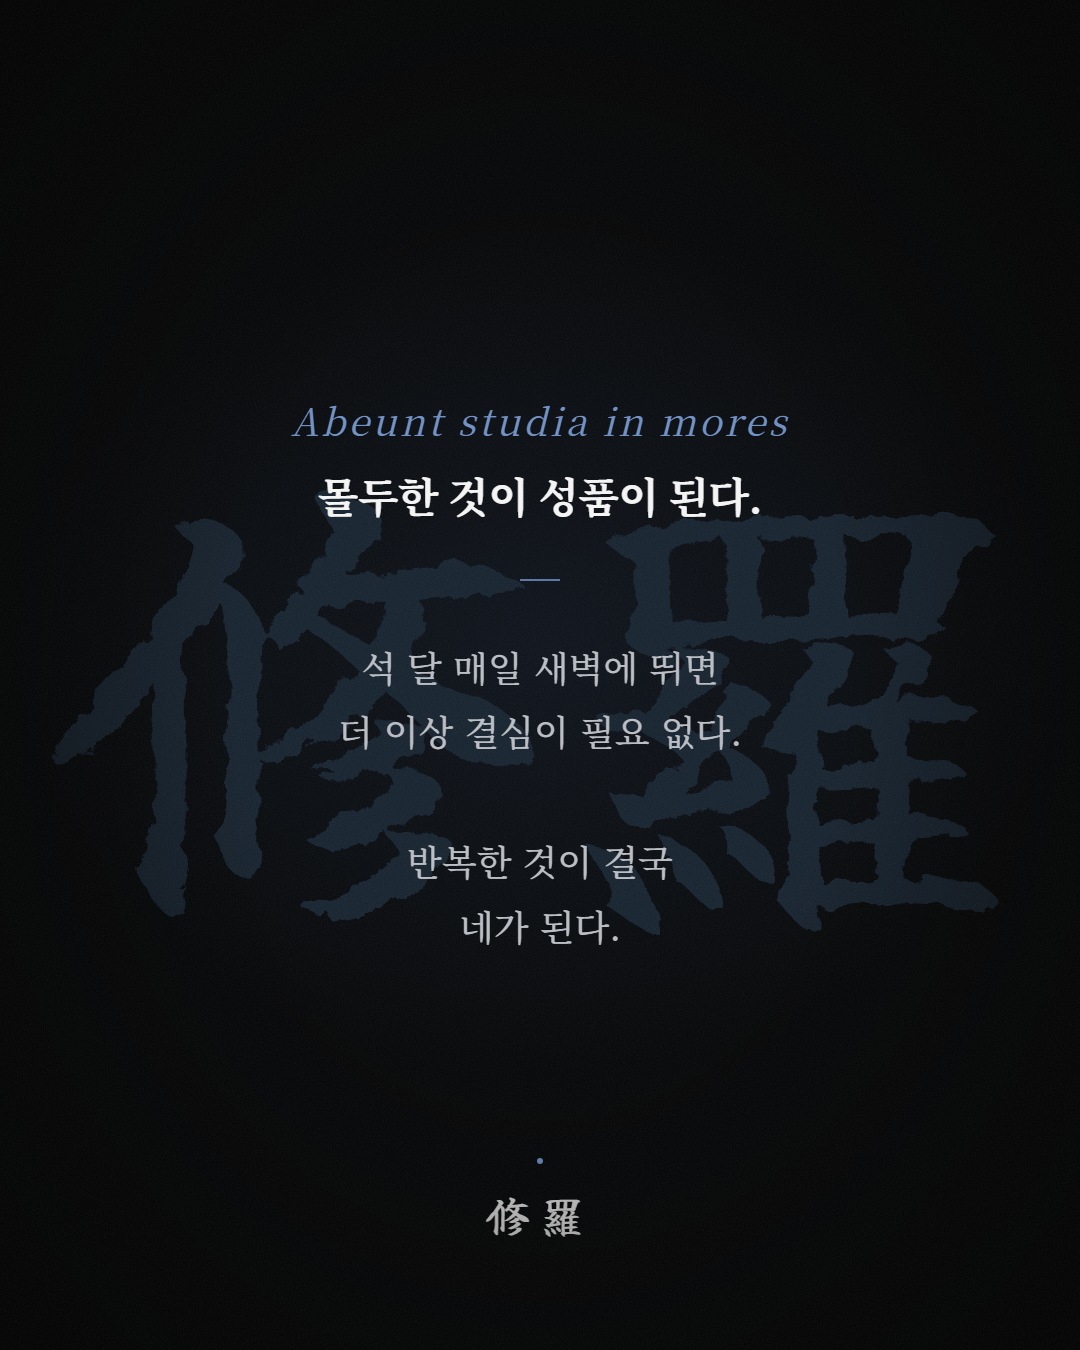 Abeunt studia in mores
몰두한 것이 성품이 된다.
修羅
석 달 매일 새벽에 뛰면
더 이상 결심이 필요 없다.
반복한 것이 결국
네가 된다.
修羅